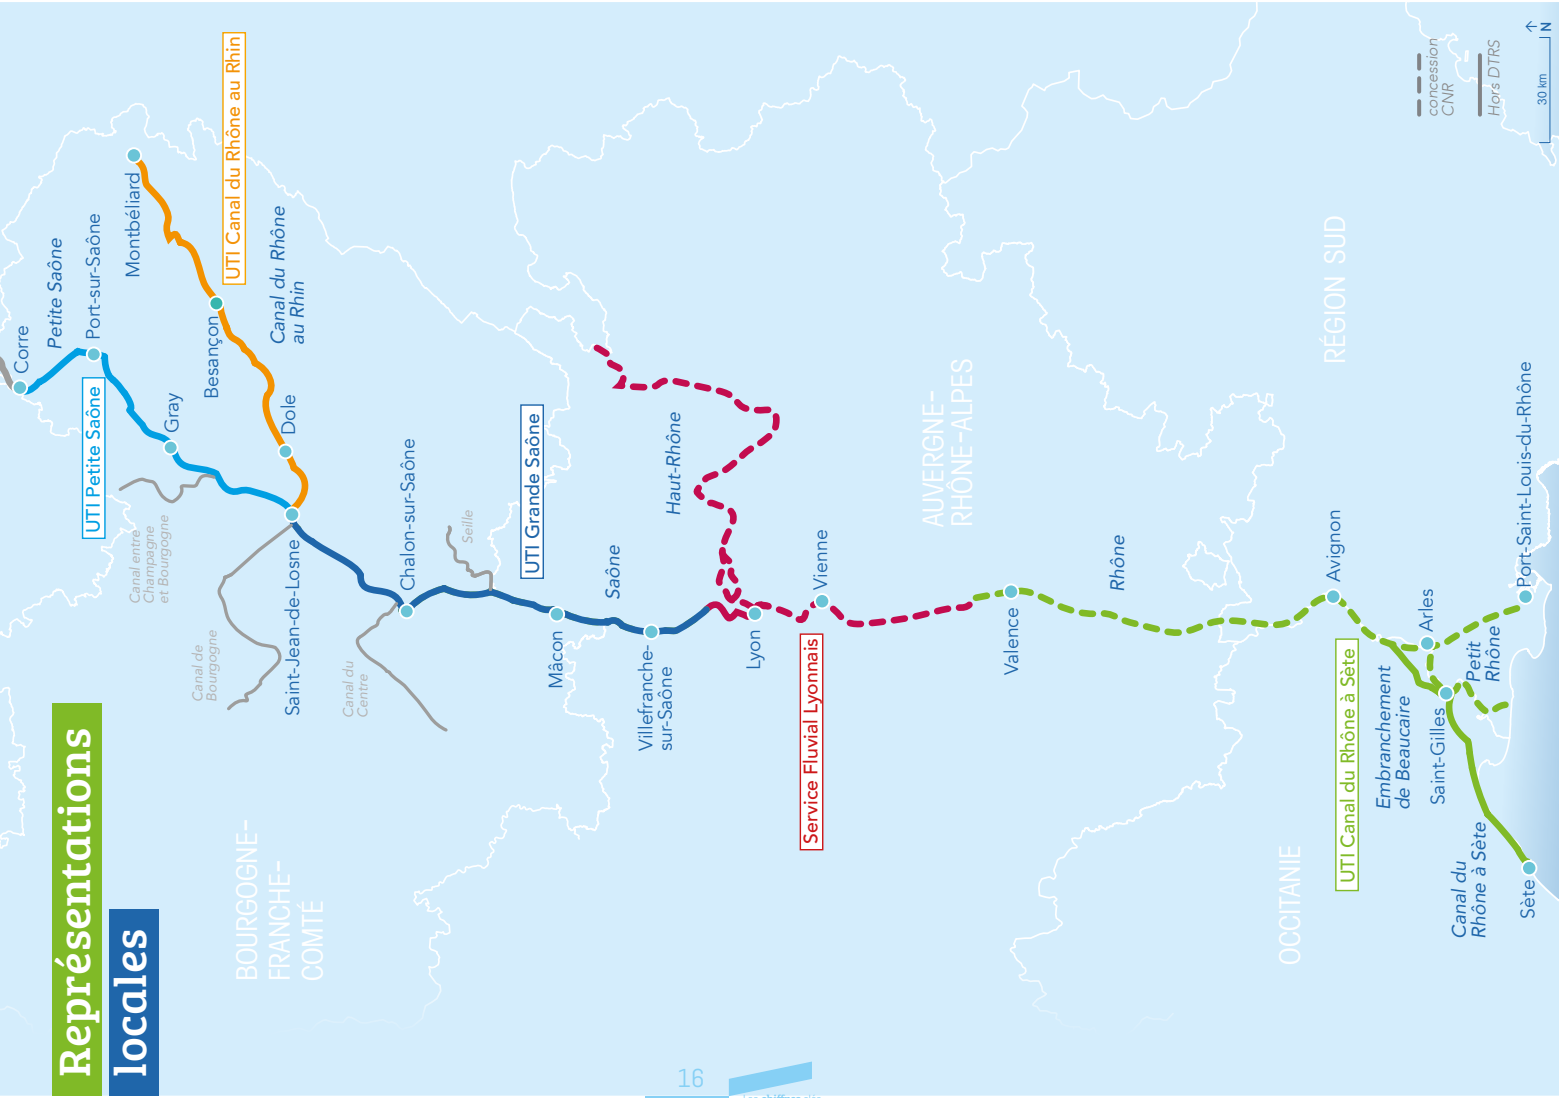 Représentations
locales
Corre
Petite Saône
Port-sur-Saône
UTI Petite Saône
Gray
Montbéliard
UTI Canal du Rhône au Rhin
Besançon
Canal du Rhône
au Rhin
Dole
Canal entre
Champagne
et Bourgogne
Canal de
Bourgogne
Saint-Jean-de-Losne
Canal du
Centre
Chalon-sur-Saône
Seille
UTI Grande Saône
BOURGOGNE-
FRANCHE-
COMTÉ
Mâcon
Saône
Villefranche-
sur-Saône
Haut-Rhône
Lyon
Vienne
Service Fluvial Lyonnais
AUVERGNE-
RHÔNE-ALPES
Valence
Rhône
RÉGION SUD
OCCITANIE
Avignon
UTI Canal du Rhône à Sète
Embranchement
de Beaucaire
Arles
Saint-Gilles
Petit
Rhône
Canal du
Rhône à Sète
Sète
Port-Saint-Louis-du-Rhône
concession
CNR
Hors DTRS
30 km
N
16